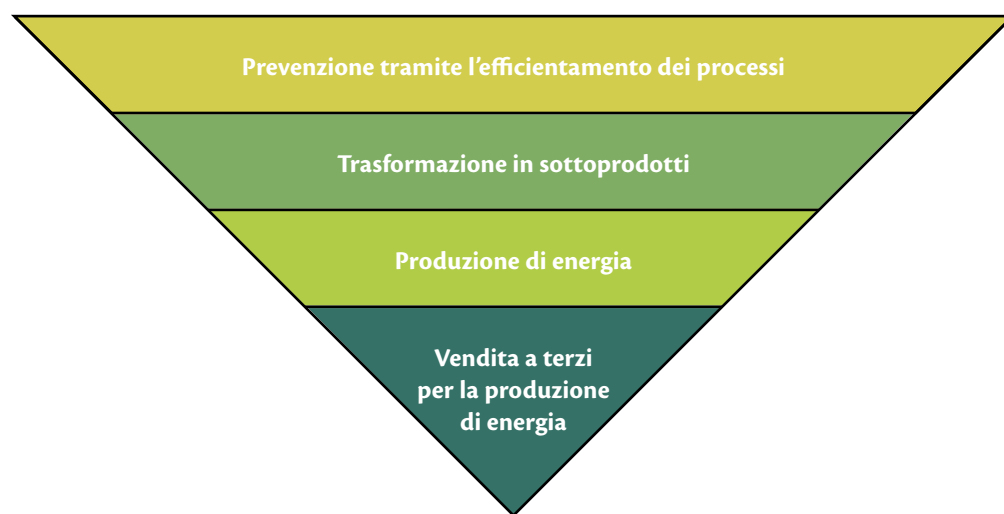 Prevenzione tramite l’efficientamento dei processi
Trasformazione in sottoprodotti
Produzione di energia
Vendita a terzi
per la produzione
di energia